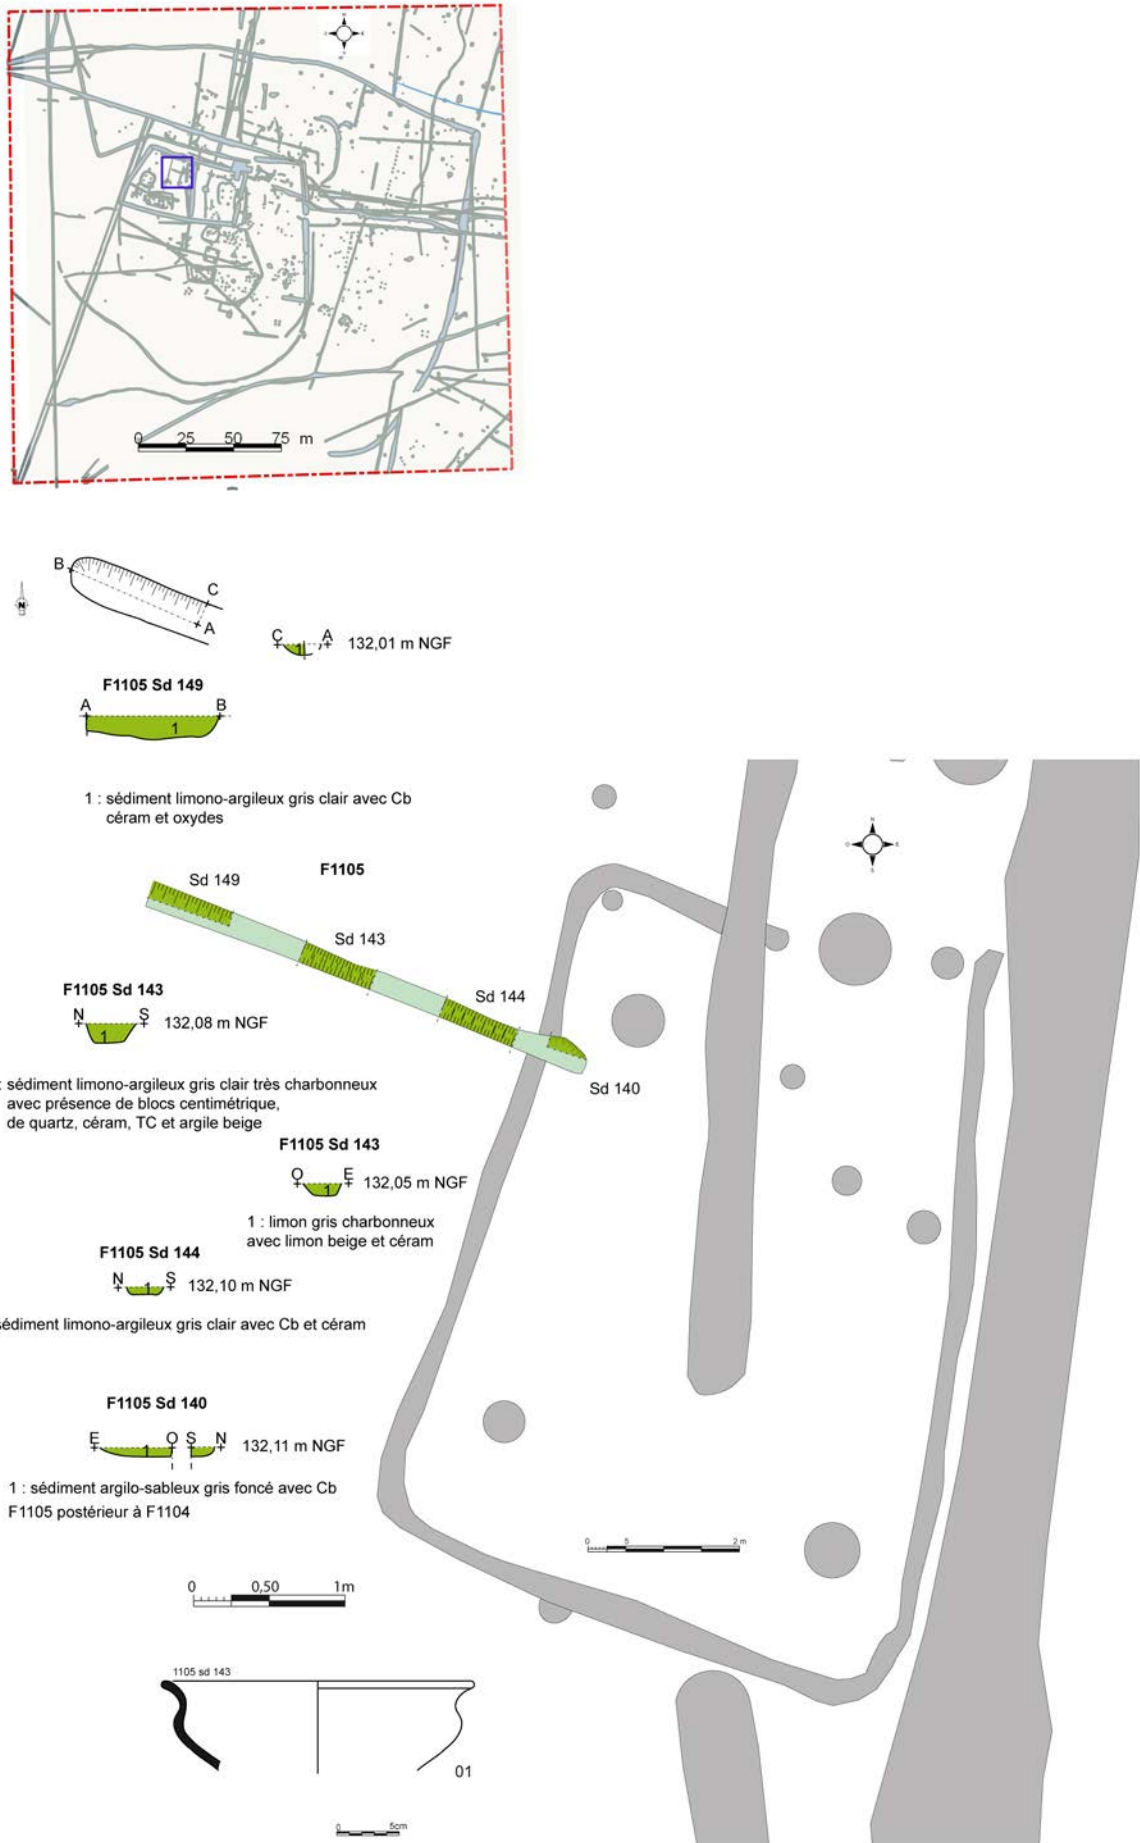 0 25 50 75 m
B
C
A
N
C A 132,01 m NGF
F1105 Sd 149
A B
1
1 : sédiment limono-argileux gris clair avec Cb
céram et oxydes
F1105
Sd 149
Sd 143
Sd 144
Sd 140
F1105 Sd 143
N S 132,08 m NGF
1
: sédiment limono-argileux gris clair très charbonneux
avec présence de blocs centimétrique,
de quartz, céram, TC et argile beige
F1105 Sd 143
O E 132,05 m NGF
1
1 : limon gris charbonneux
avec limon beige et céram
F1105 Sd 144
N 1 S 132,10 m NGF
sédiment limono-argileux gris clair avec Cb et céram
F1105 Sd 140
E 1 O S N 132,11 m NGF
1 : sédiment argilo-sableux gris foncé avec Cb
F1105 postérieur à F1104
0 5 2 m
0 0,50 1m
1105 sd 143
01
0 5cm